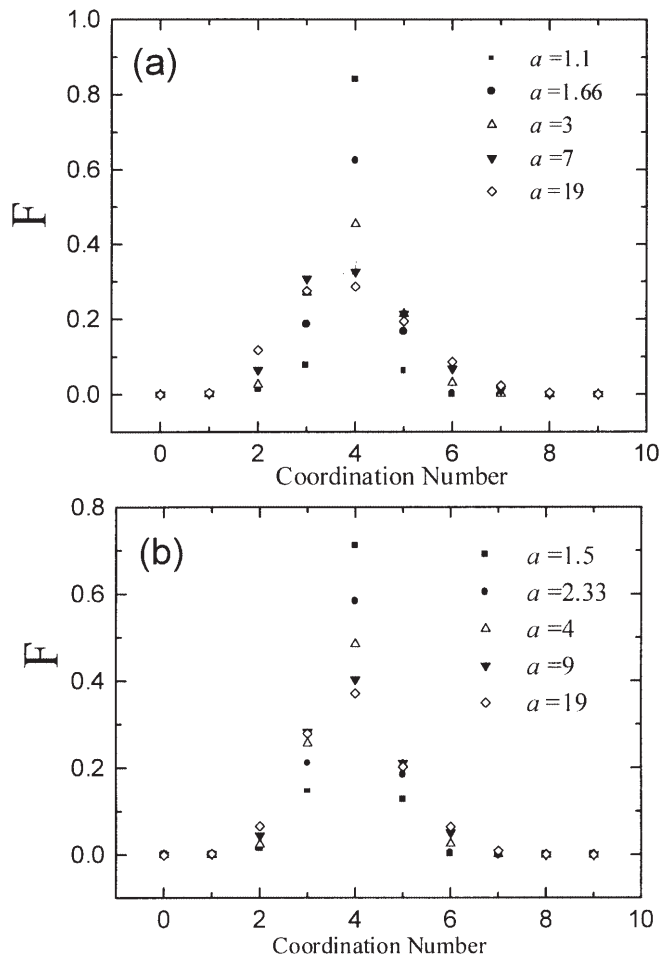 1.0
(a)
a=1.1
0.8
a=1.66
a=3
0.6
a=7
a=19
F
0.4
0.2
0.0
0 2 4 6 8 10
Coordination Number
0.8
(b)
a=1.5
0.6
a=2.33
a=4
F
0.4
a=9
a=19
0.2
0.0
0 2 4 6 8 10
Coordination Number